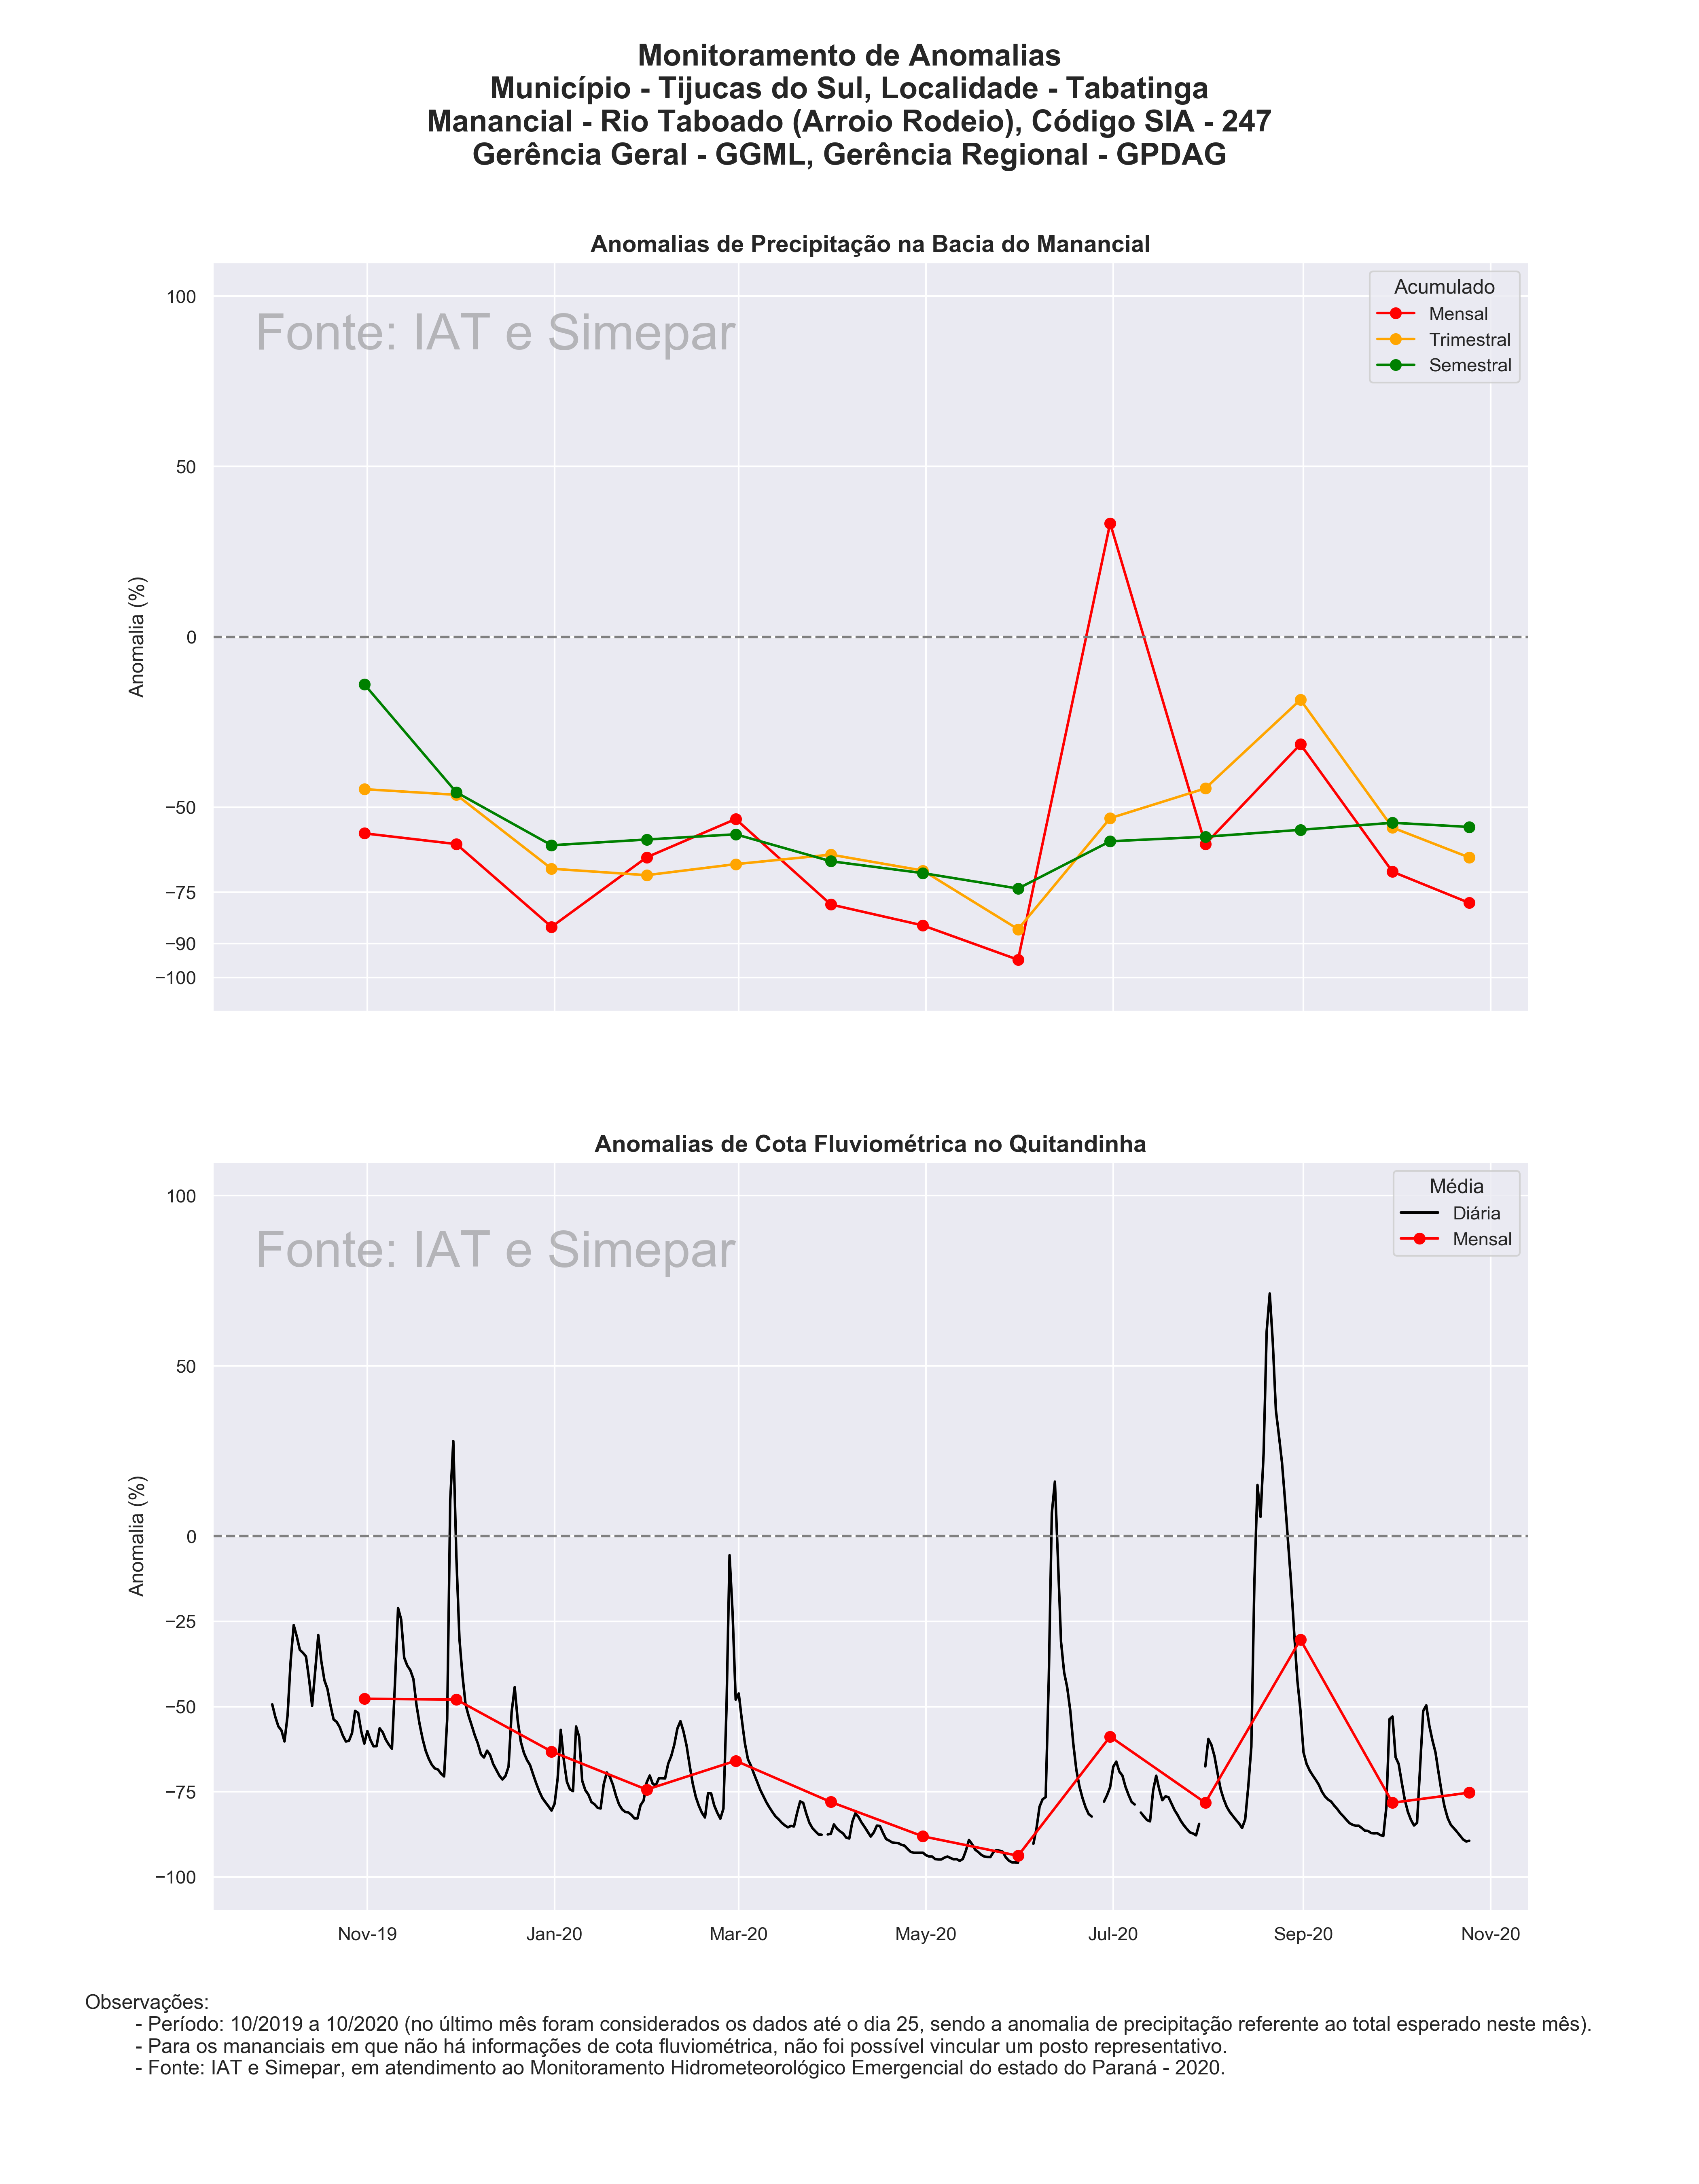 Monitoramento de Anomalias
Município - Tijucas do Sul, Localidade - Tabatinga
Manancial - Rio Taboado (Arroio Rodeio), Código SIA - 247
Gerência Geral - GGML, Gerência Regional - GPDAG
Anomalias de Precipitação na Bacia do Manancial
Fonte: IAT e Simepar
Acumulado
Mensal
Trimestral
Semestral
Anomalia (%)
100
50
0
−50
−75
−90
−100
Anomalias de Cota Fluviométrica no Quitandinha
Fonte: IAT e Simepar
Média
Diária
Mensal
Anomalia (%)
100
50
0
−25
−50
−75
−100
Nov-19 Jan-20 Mar-20 May-20 Jul-20 Sep-20 Nov-20
Observações:
- Período: 10/2019 a 10/2020 (no último mês foram considerados os dados até o dia 25, sendo a anomalia de precipitação referente ao total esperado neste mês).
- Para os mananciais em que não há informações de cota fluviométrica, não foi possível vincular um posto representativo.
- Fonte: IAT e Simepar, em atendimento ao Monitoramento Hidrometeorológico Emergencial do estado do Paraná - 2020.